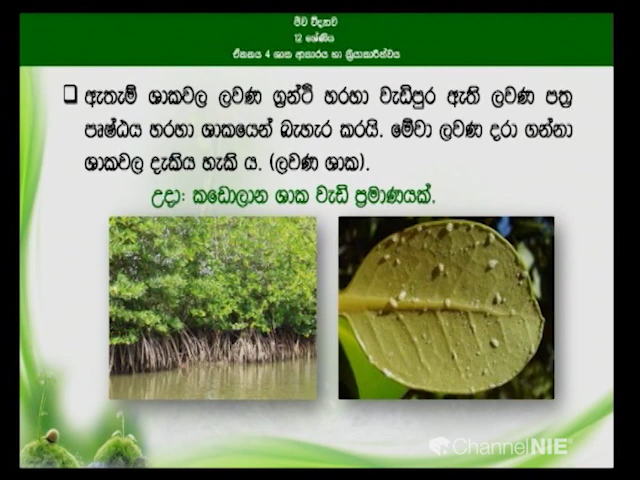 ජීව විද්‍යාව
12 ශ්‍රේණිය
ඒකකය 4 ශාක ආකාරය හා ක්‍රියාකාරීත්වය
ඇතැම් ශාකවල ලවණ ග්‍රන්ථි හරහා වැඩිපුර ඇති ලවණ පත්‍ර
පෘෂ්ඨය හරහා ශාකයෙන් බැහැර කරයි. මේවා ලවණ දරා ගන්නා
ශාකවල දැකිය හැකි ය. (ලවණ ශාක).
උදා: කඩොලාන ශාක වැඩි ප්‍රමාණයක්.
ChannelNIE